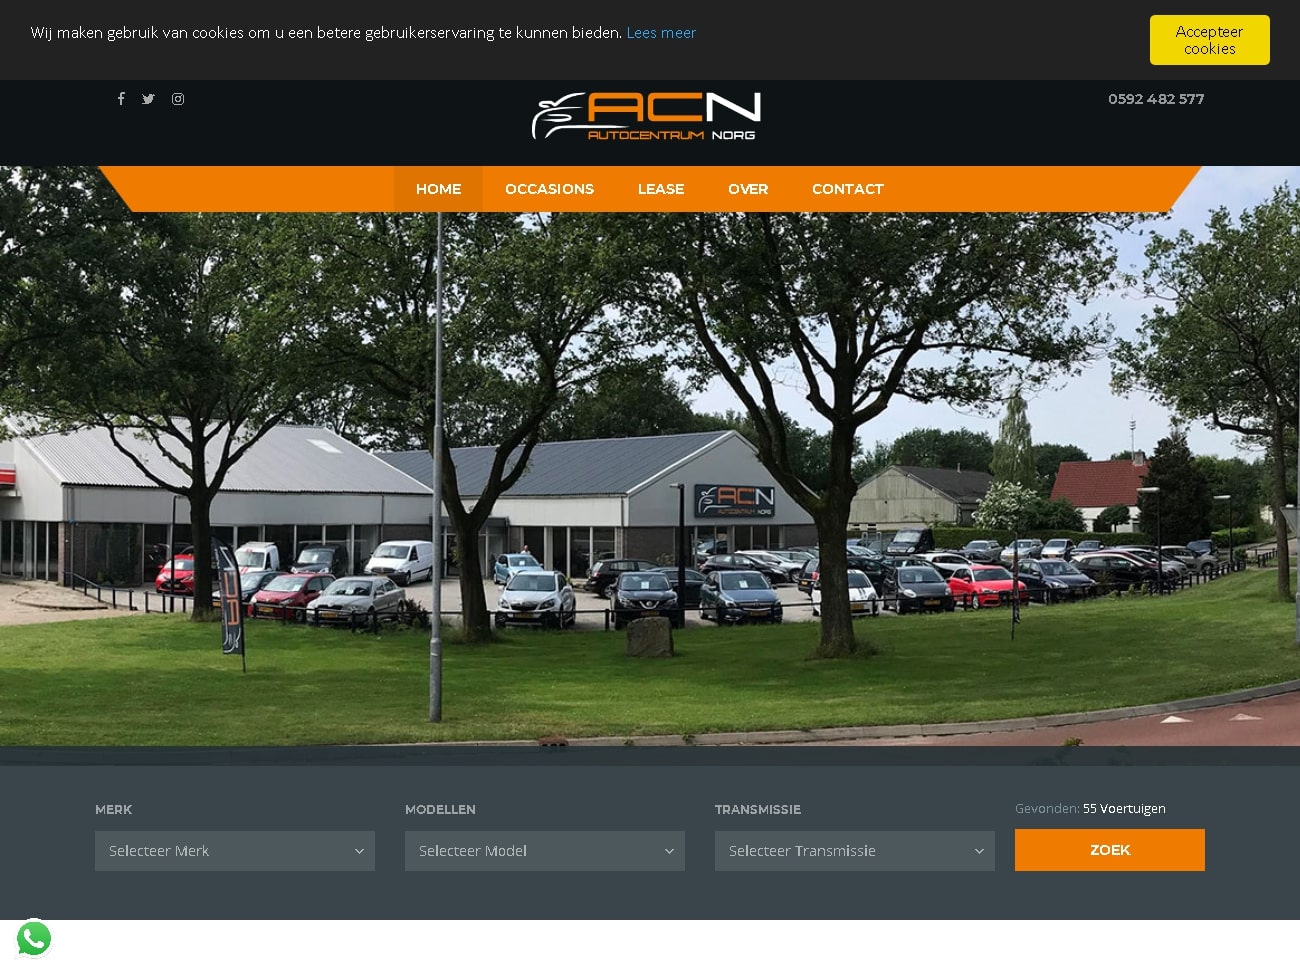 Wij maken gebruik van cookies om u een betere gebruikerservaring te kunnen bieden. Lees meer
Accepteer
cookies
ACN
AUTOCENTRUM NORG
0592 482 577
HOME
OCCASIONS
LEASE
OVER
CONTACT
ACN
AUTOCENTRUM NORG
MERK
MODELLEN
TRANSMISSIE
Gevonden: 55 Voertuigen
Selecteer Merk
Selecteer Model
Selecteer Transmissie
ZOEK